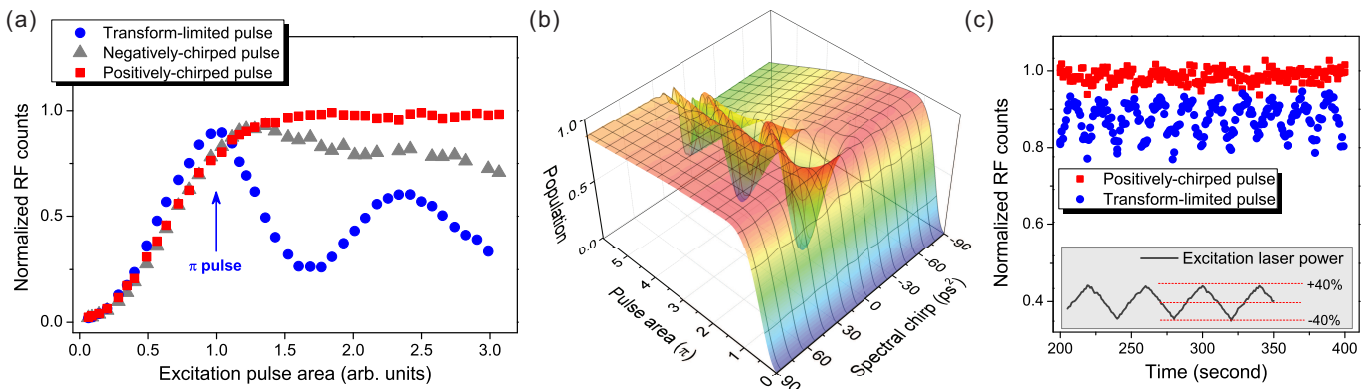 (a)
Transform-limited pulse
Negatively-chirped pulse
Positively-chirped pulse
Normalized RF counts
1.0
0.5
0.0
π pulse
0.0 0.5 1.0 1.5 2.0 2.5 3.0
Excitation pulse area (arb. units)
(b)
Population
1.0
0.5
0.0
5 4 3 2 1 0
Pulse area (π)
-90 -60 -30 0 30 60 90
Spectral chirp (ps²)
(c)
Normalized RF counts
1.0
0.8
0.6
0.4
Positively-chirped pulse
Transform-limited pulse
Excitation laser power
+40%
-40%
200 250 300 350 400
Time (second)